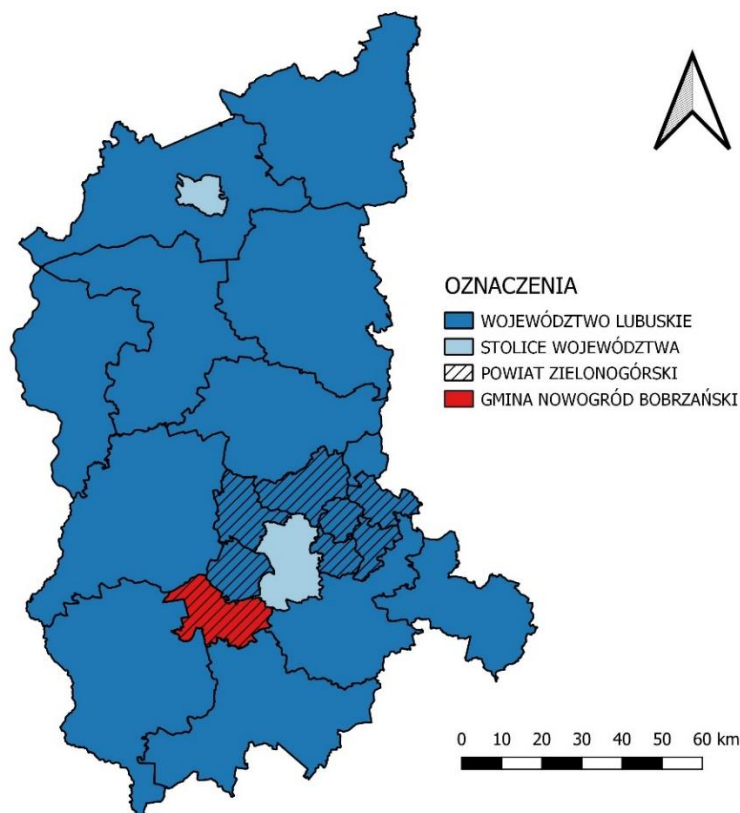 OZNACZENIA
WOJEWÓDZTWO LUBUSKIE
STOLICE WOJEWÓDZTWA
POWIAT ZIELONOGÓRSKI
GMINA NOWOGRÓD BOBRZAŃSKI
0 10 20 30 40 50 60 km